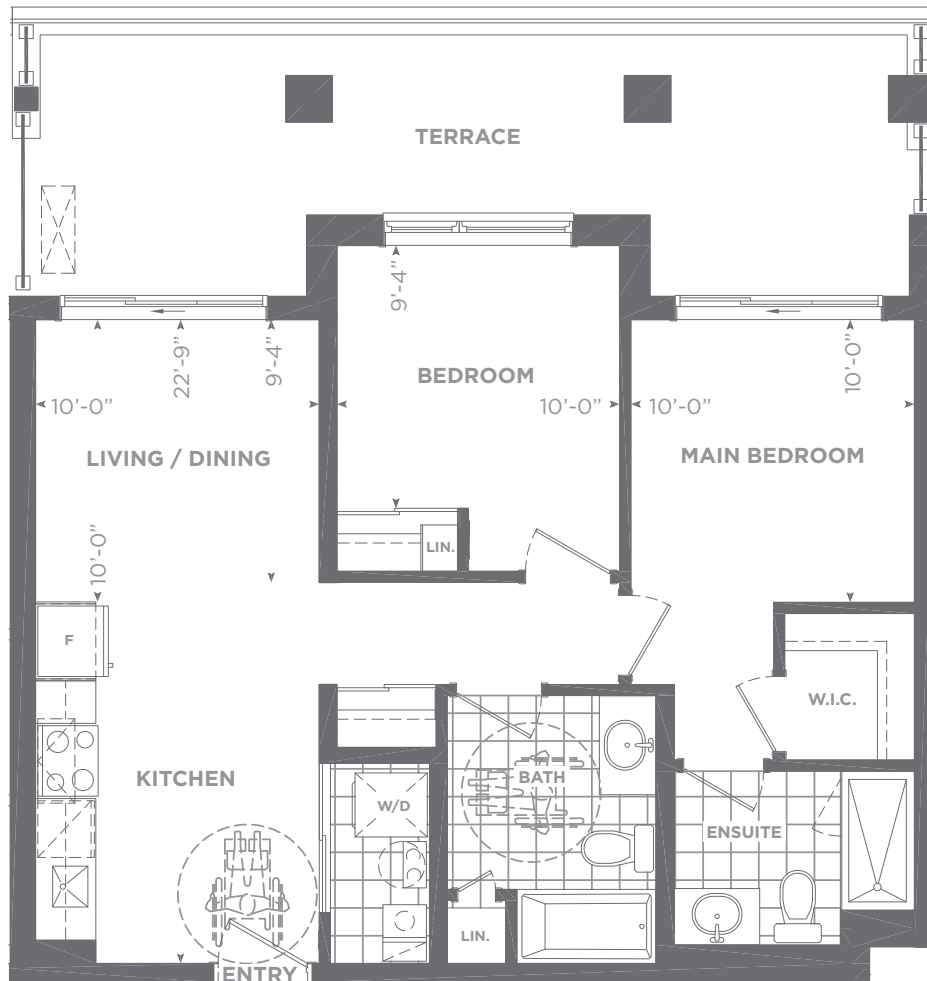 TERRACE
9'-4"
22'-9"
9'-4"
10'-0"
BEDROOM
10'-0"
10'-0"
10'-0"
LIVING / DINING
MAIN BEDROOM
10'-0"
LIN.
F
W.I.C.
KITCHEN
W/D
BATH
ENSUITE
LIN.
ENTRY